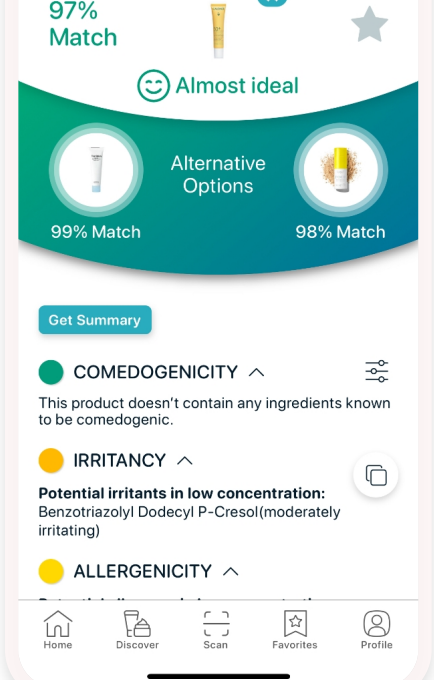 97%
Match
Almost ideal
Alternative
Options
99% Match
98% Match
Get Summary
COMEDOGENICITY
This product doesn't contain any ingredients known
to be comedogenic.
IRRITANCY
Potential irritants in low concentration:
Benzotriazolyl Dodecyl P-Cresol(moderately
irritating)
ALLERGENICITY
Home
Discover
Scan
Favorites
Profile